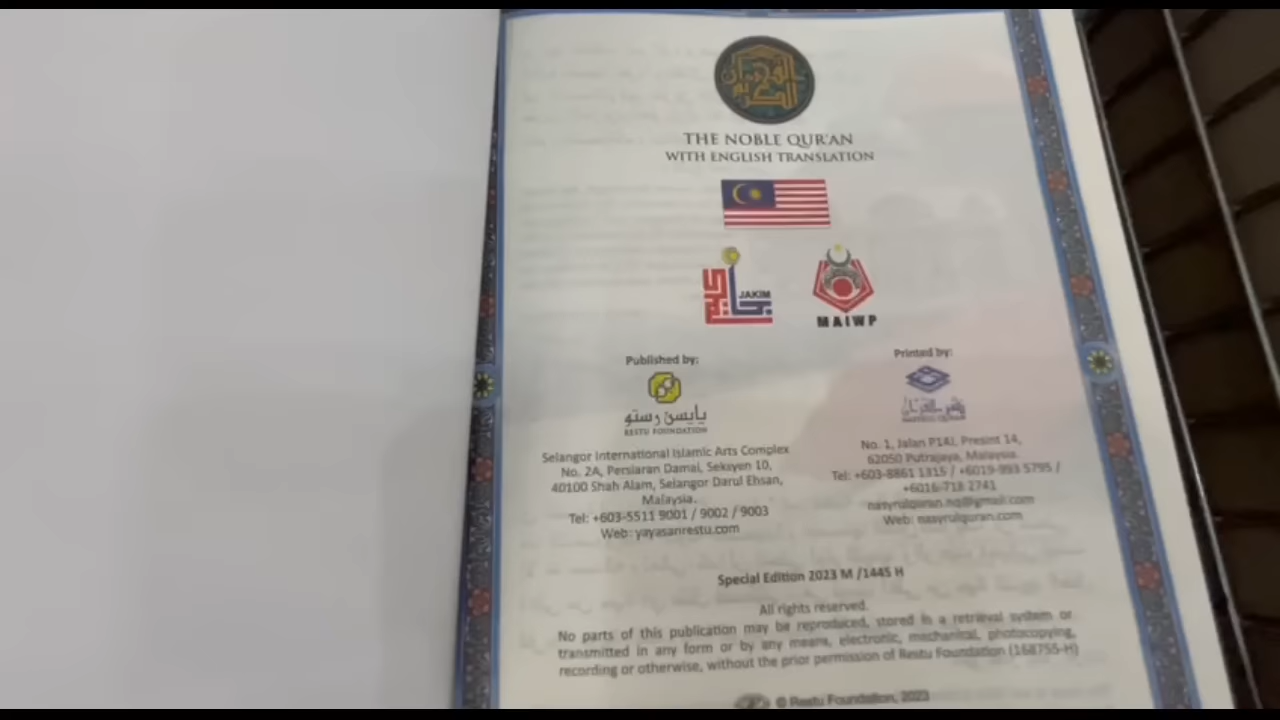 القرآن الكريم
THE NOBLE QUR'AN
WITH ENGLISH TRANSLATION
JAKIM
MAIWP
Published by:
ياياسن رستو
RESTU FOUNDATION
Selangor International Islamic Arts Complex
No. 2A, Persiaran Damai, Seksyen 10,
40100 Shah Alam, Selangor Darul Ehsan,
Malaysia.
Tel: +603-5511 9001 / 9002 / 9003
Web: yayasanrestu.com
Printed by:
No. 1, Jalan P14i, Presint 14,
62050 Putrajaya, Malaysia.
Tel: +603-8861 1315 / +6019-993 5795 /
+6016-718 2741
nasyrulquran.nq@gmail.com
Web: nasyrulquran.com
Special Edition 2023 M /1445 H
All rights reserved.
No parts of this publication may be reproduced, stored in a retrieval system or
transmitted in any form or by any means, electronic, mechanical, photocopying,
recording or otherwise, without the prior permission of Restu Foundation (168755-H)
© Restu Foundation, 2023